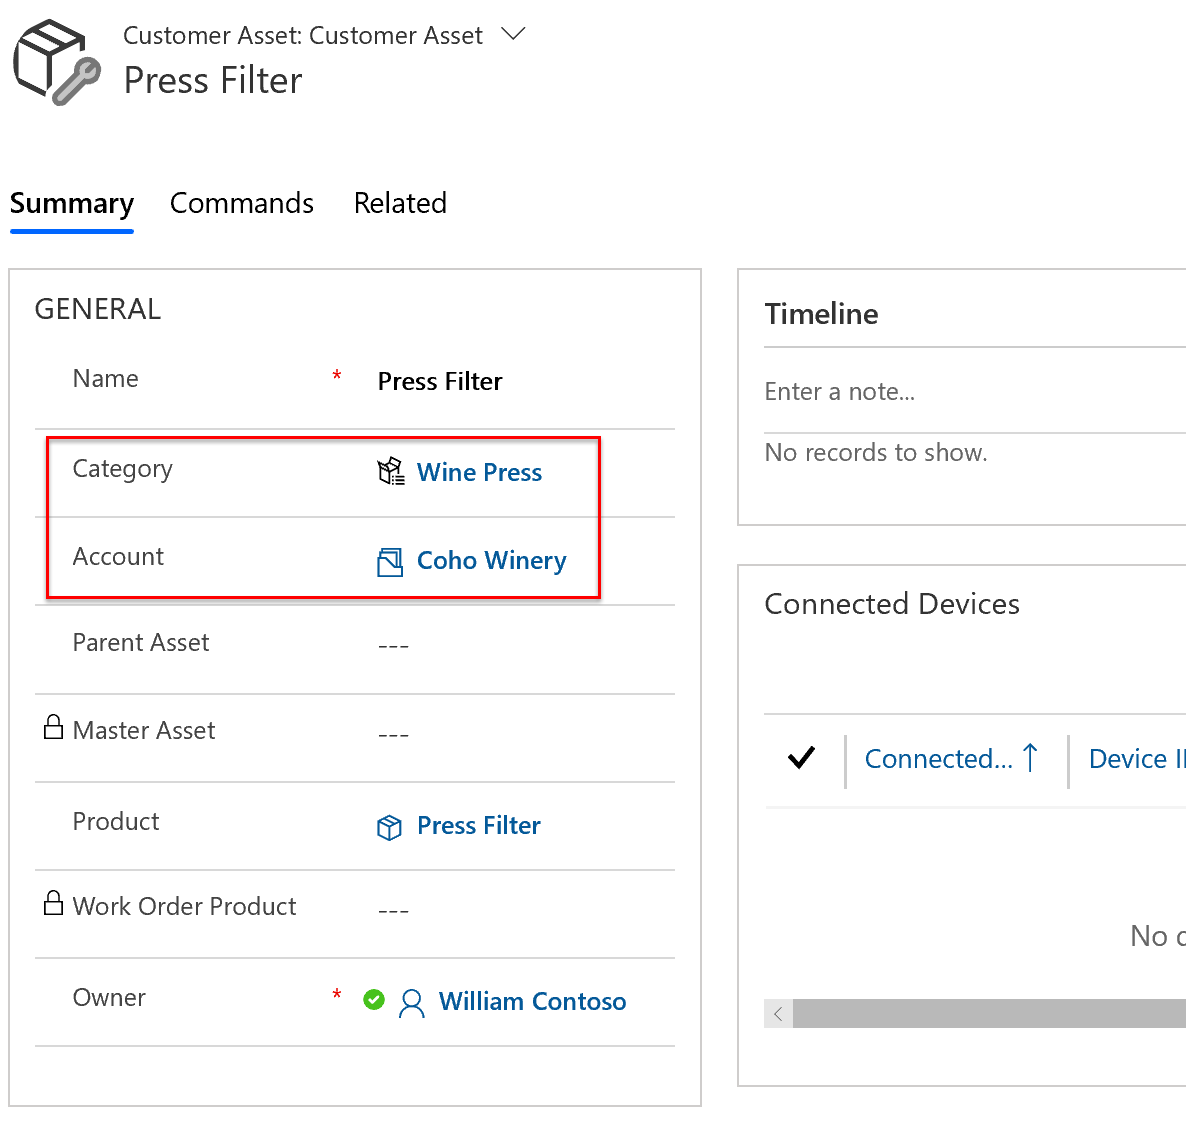 Customer Asset: Customer Asset
Press Filter
Summary Commands Related
GENERAL
Name * Press Filter
Category Wine Press
Account Coho Winery
Parent Asset ---
Master Asset ---
Product Press Filter
Work Order Product ---
Owner * William Contoso
Timeline
Enter a note...
No records to show.
Connected Devices
Connected... Device
No